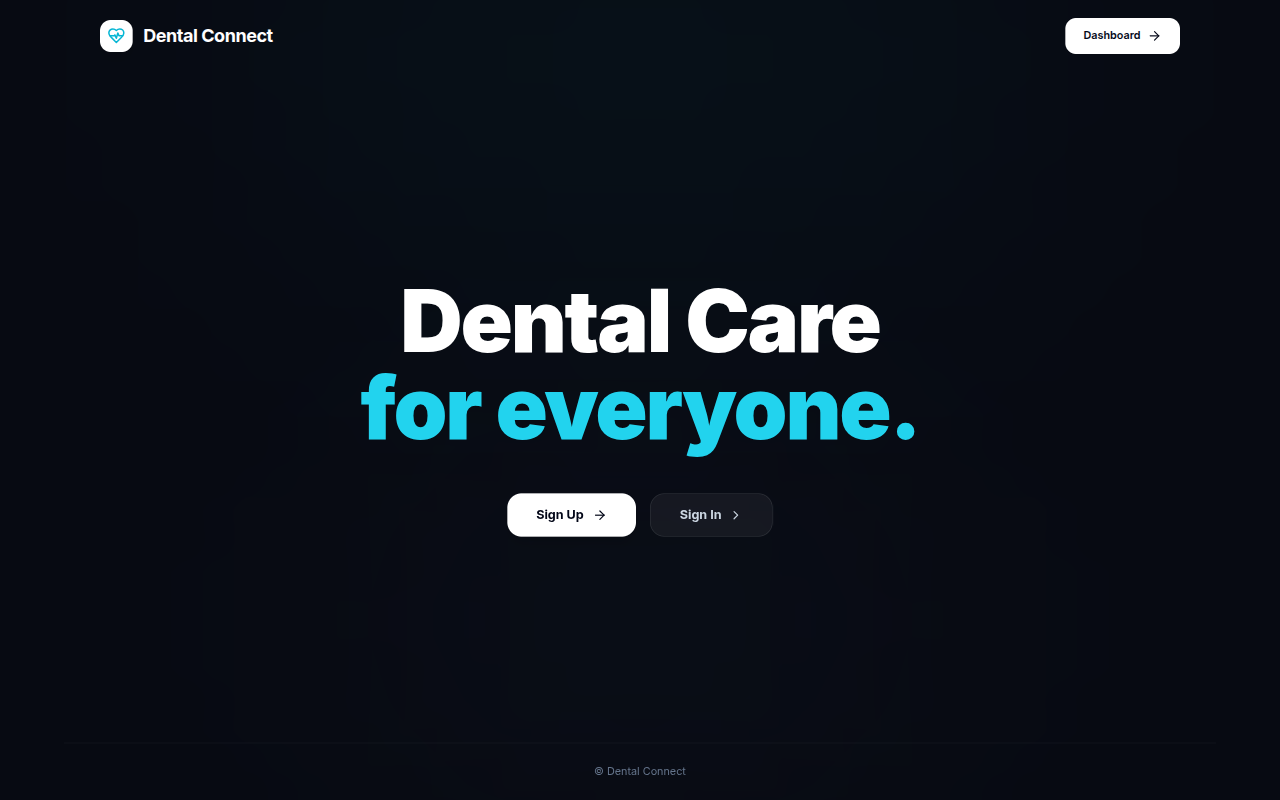 Dental Connect
Dashboard
Dental Care
for everyone.
Sign Up
Sign In
© Dental Connect